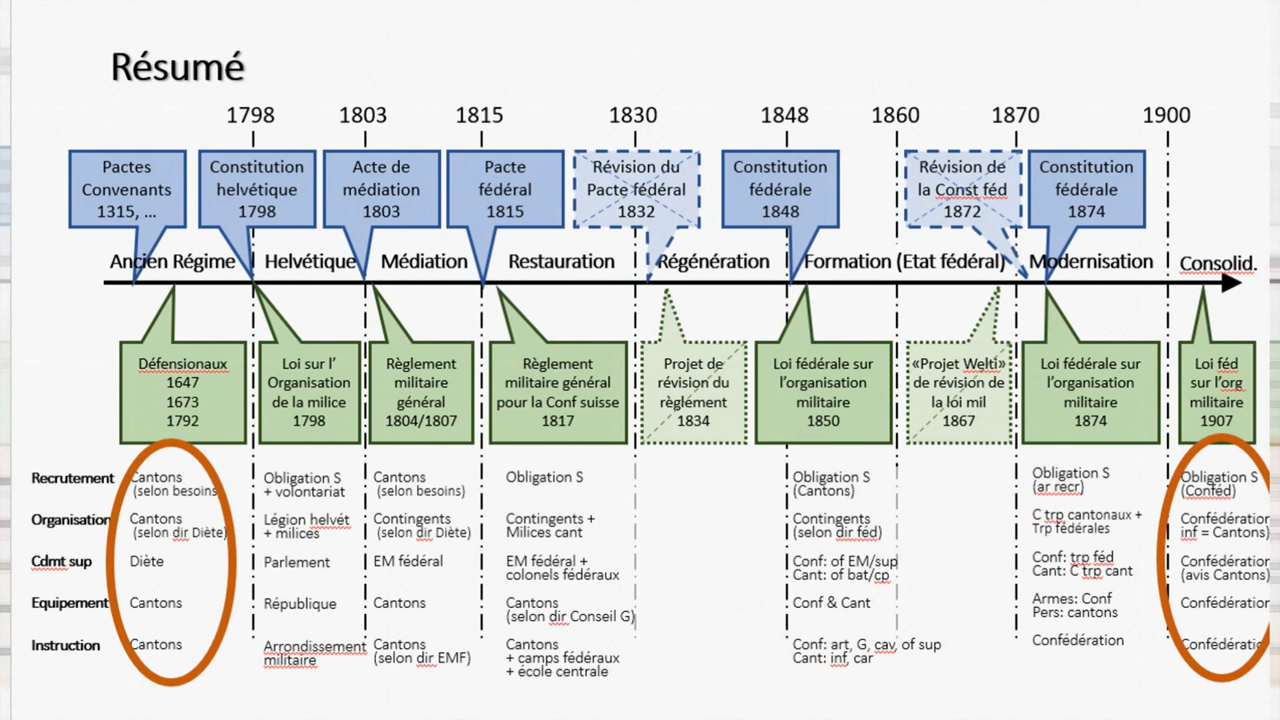 Résumé
1798 1803 1815 1830 1848 1860 1870 1900
Pactes
Convenants
1315, ...
Constitution
helvétique
1798
Acte de
médiation
1803
Pacte
fédéral
1815
Révision du
Pacte fédéral
1832
Constitution
fédérale
1848
Révision de
la Const féd
1872
Constitution
fédérale
1874
Ancien Régime Helvétique Médiation Restauration Régénération Formation (Etat fédéral) Modernisation Consolid.
Défensionaux
1647
1673
1792
Loi sur l'
Organisation
de la milice
1798
Règlement
militaire
général
1804/1807
Règlement
militaire général
pour la Conf suisse
1817
Projet de
révision du
règlement
1834
Loi fédérale sur
l'organisation
militaire
1850
«Projet Welti»
de révision de
la loi mil
1867
Loi fédérale sur
l'organisation
militaire
1874
Loi féd
sur l'org
militaire
1907
Recrutement
Cantons
(selon besoins
Obligation S
+ volontariat
Cantons
(selon besoins)
Obligation S
Obligation S
(Cantons)
Obligation S
(ar recr)
Obligation S
(Conféd)
Organisation
Cantons
(selon dir Diète)
Légion helvét
+ milices
Contingents
(selon dir Diète)
Contingents +
Milices cant
Contingents
(selon dir féd)
C trp cantonaux +
Trp fédérales
Confédération
inf = Cantons)
Cdmt sup
Diète
Parlement
EM fédéral
EM fédéral +
colonels fédéraux
Conf: of EM/sup
Cant: of bat/cp
Conf: trp féd
Cant: C trp cant
Confédération
(avis Cantons)
Equipement
Cantons
République
Cantons
Cantons
(selon dir Conseil G)
Conf & Cant
Armes: Conf
Pers: cantons
Confédération
Instruction
Cantons
Arrondissement
militaire
Cantons
(selon dir EMF)
Cantons
+ camps fédéraux
+ école centrale
Conf: art, G, cav, of sup
Cant: inf, car
Confédération
Confédératio